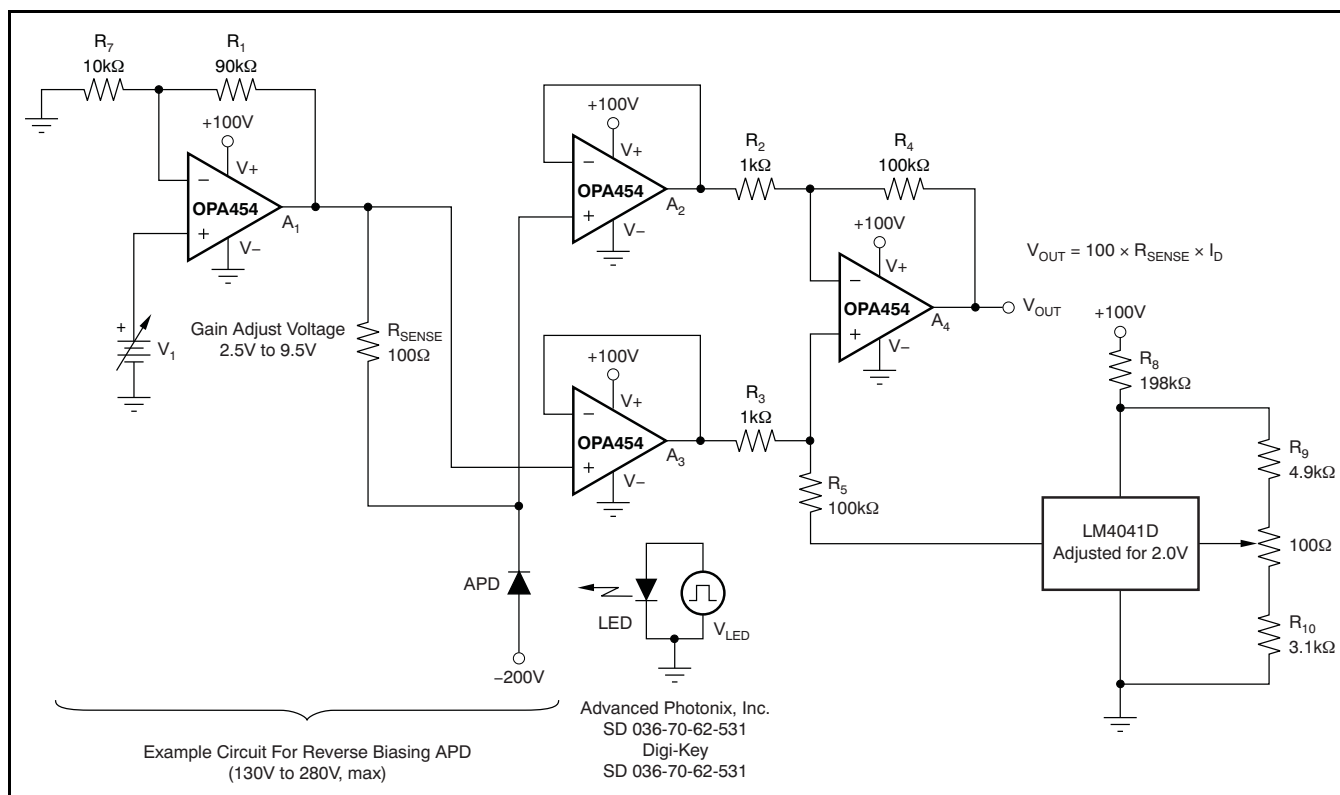 R7
10kΩ
R1
90kΩ
+100V
V+
−
OPA454
+
A1
V−
+
V1
Gain Adjust Voltage
2.5V to 9.5V
RSENSE
100Ω
+100V
V+
−
OPA454
+
A2
V−
R2
1kΩ
R4
100kΩ
+100V
V+
−
OPA454
+
A4
V−
VOUT
VOUT = 100 × RSENSE × ID
+100V
V+
−
OPA454
+
A3
V−
R3
1kΩ
R5
100kΩ
+100V
R8
198kΩ
R9
4.9kΩ
LM4041D
Adjusted for 2.0V
100Ω
R10
3.1kΩ
APD
−200V
LED
VLED
Advanced Photonix, Inc.
SD 036-70-62-531
Digi-Key
SD 036-70-62-531
Example Circuit For Reverse Biasing APD
(130V to 280V, max)